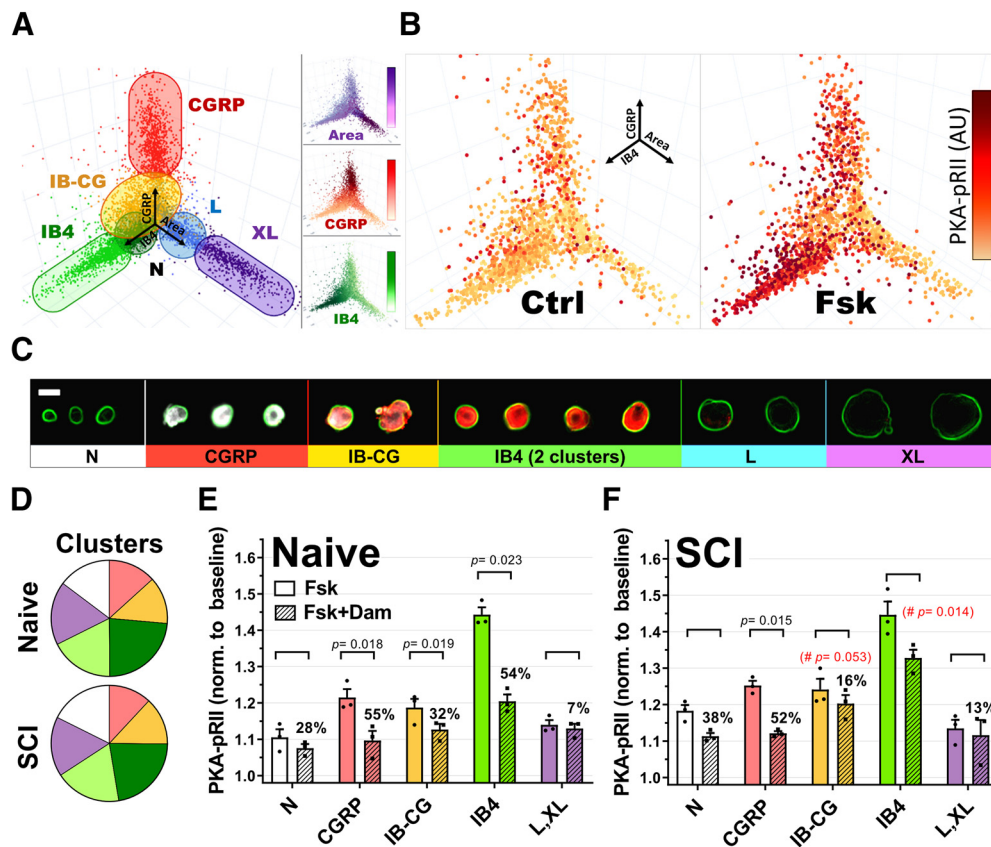 A
CGRP
IB-CG
IB4
L
XL
N
CGRP
Area
IB4
Area
CGRP
IB4
B
CGRP
Area
IB4
Ctrl
Fsk
PKA-pRII (AU)
C
N
CGRP
IB-CG
IB4 (2 clusters)
L
XL
D
Clusters
Naive
SCI
E
Naive
PKA-pRII (norm. to baseline)
1.6
1.5
1.4
1.3
1.2
1.1
1.0
Fsk
Fsk+Dam
p= 0.018
p= 0.019
p= 0.023
28%
55%
32%
54%
7%
N
CGRP
IB-CG
IB4
L,XL
F
SCI
PKA-pRII (norm. to baseline)
1.6
1.5
1.4
1.3
1.2
1.1
1.0
p= 0.015
(# p= 0.053)
(# p= 0.014)
38%
52%
16%
13%
N
CGRP
IB-CG
IB4
L,XL